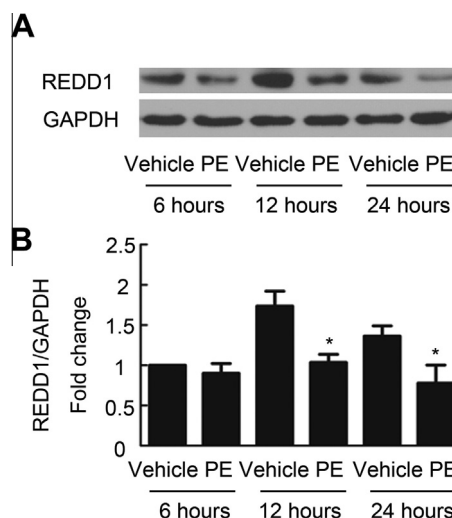 A
REDD1
GAPDH
Vehicle PE Vehicle PE Vehicle PE
6 hours 12 hours 24 hours
B
REDD1/GAPDH
Fold change
2.5
2
1.5
1
0.5
0
* *
Vehicle PE Vehicle PE Vehicle PE
6 hours 12 hours 24 hours